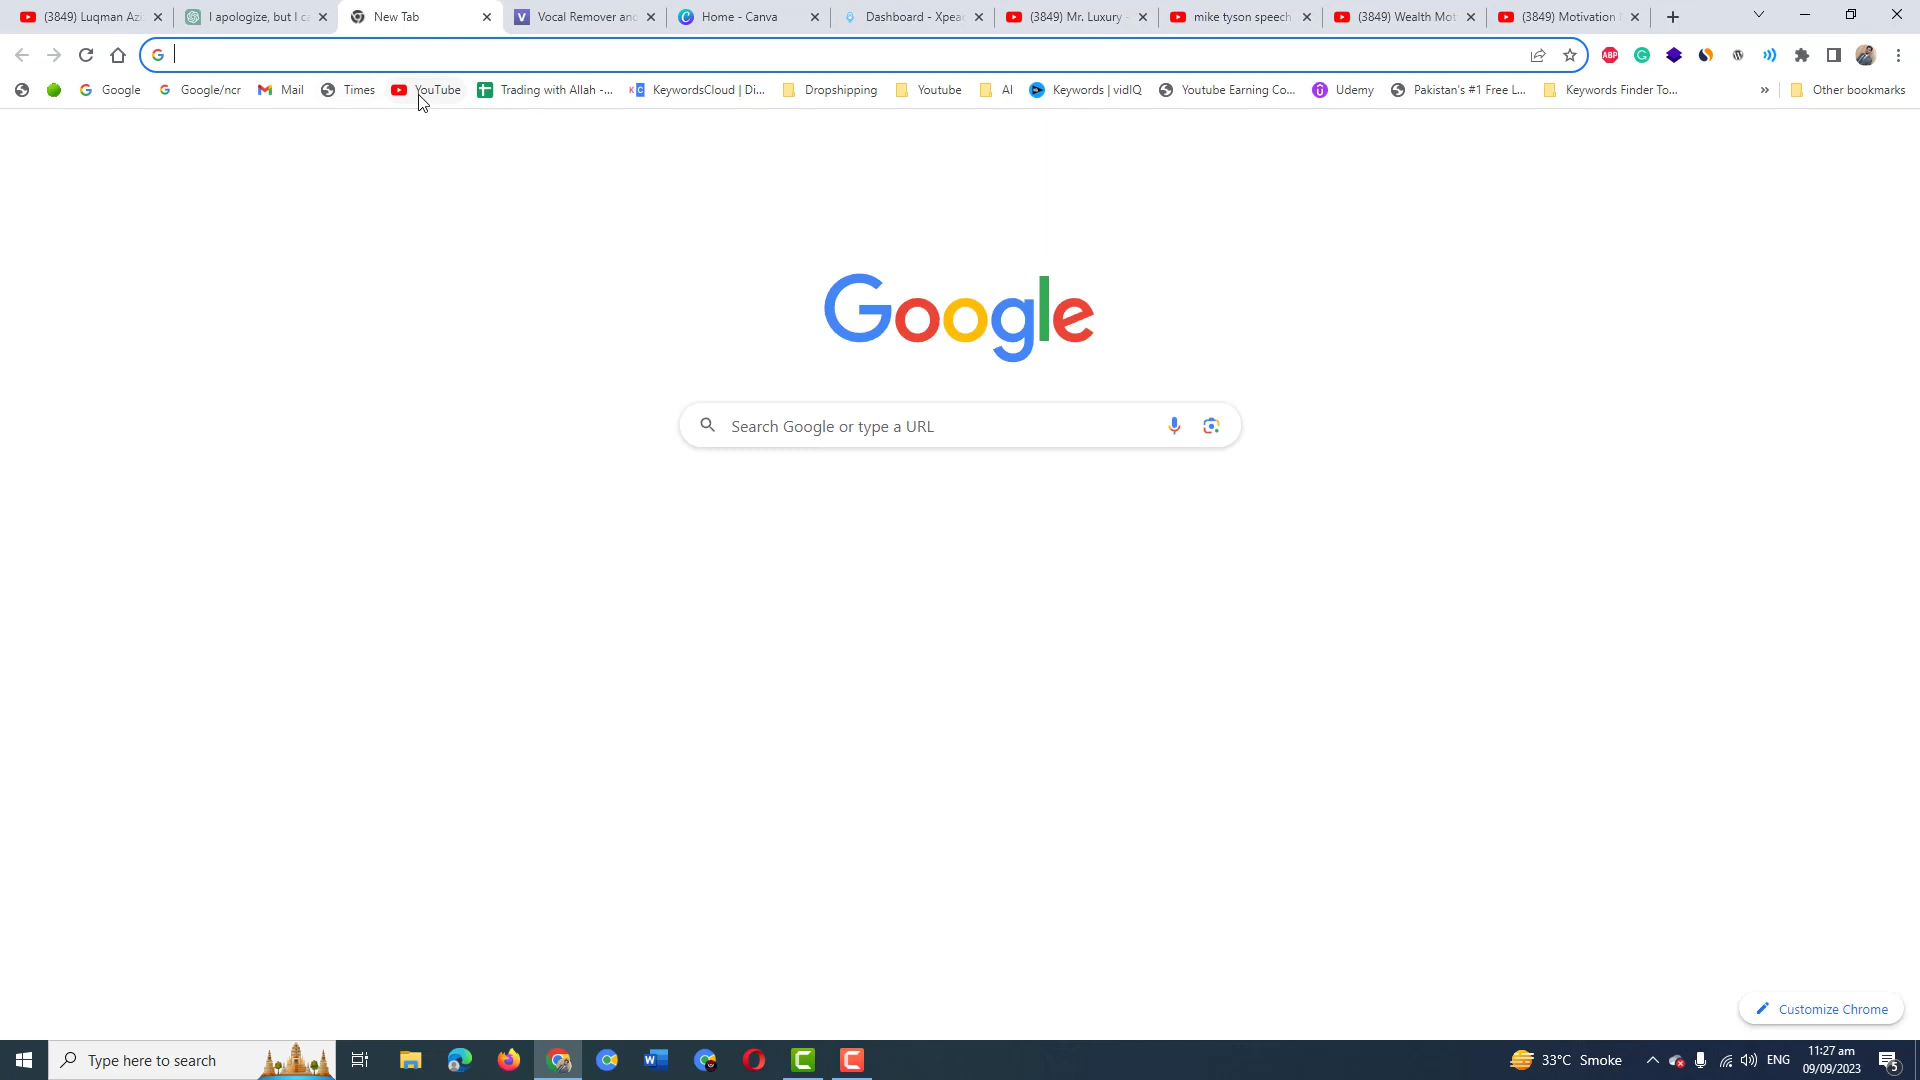 (3849) Luqman Azi
I apologize, but I ca
New Tab
Vocal Remover and
Home - Canva
Dashboard - Xpea
(3849) Mr. Luxury -
mike tyson speech
(3849) Wealth Mot
(3849) Motivation
Google
Google/ncr
Mail
Times
YouTube
Trading with Allah -...
KeywordsCloud | Di...
Dropshipping
Youtube
AI
Keywords | vidIQ
Youtube Earning Co...
Udemy
Pakistan's #1 Free L...
Keywords Finder To...
Other bookmarks
Google
Search Google or type a URL
Customize Chrome
Type here to search
33°C Smoke
ENG
11:27 am
09/09/2023
5